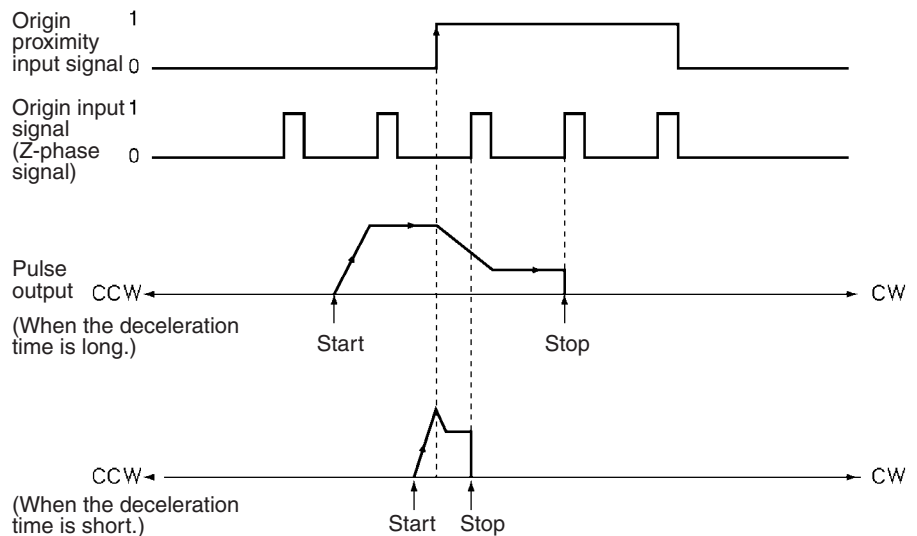 Origin
proximity
input signal
1
0
Origin input
signal
(Z-phase
signal)
1
0
Pulse
output
CCW
CW
(When the deceleration
time is long.)
Start
Stop
CCW
CW
(When the deceleration
time is short.)
Start
Stop